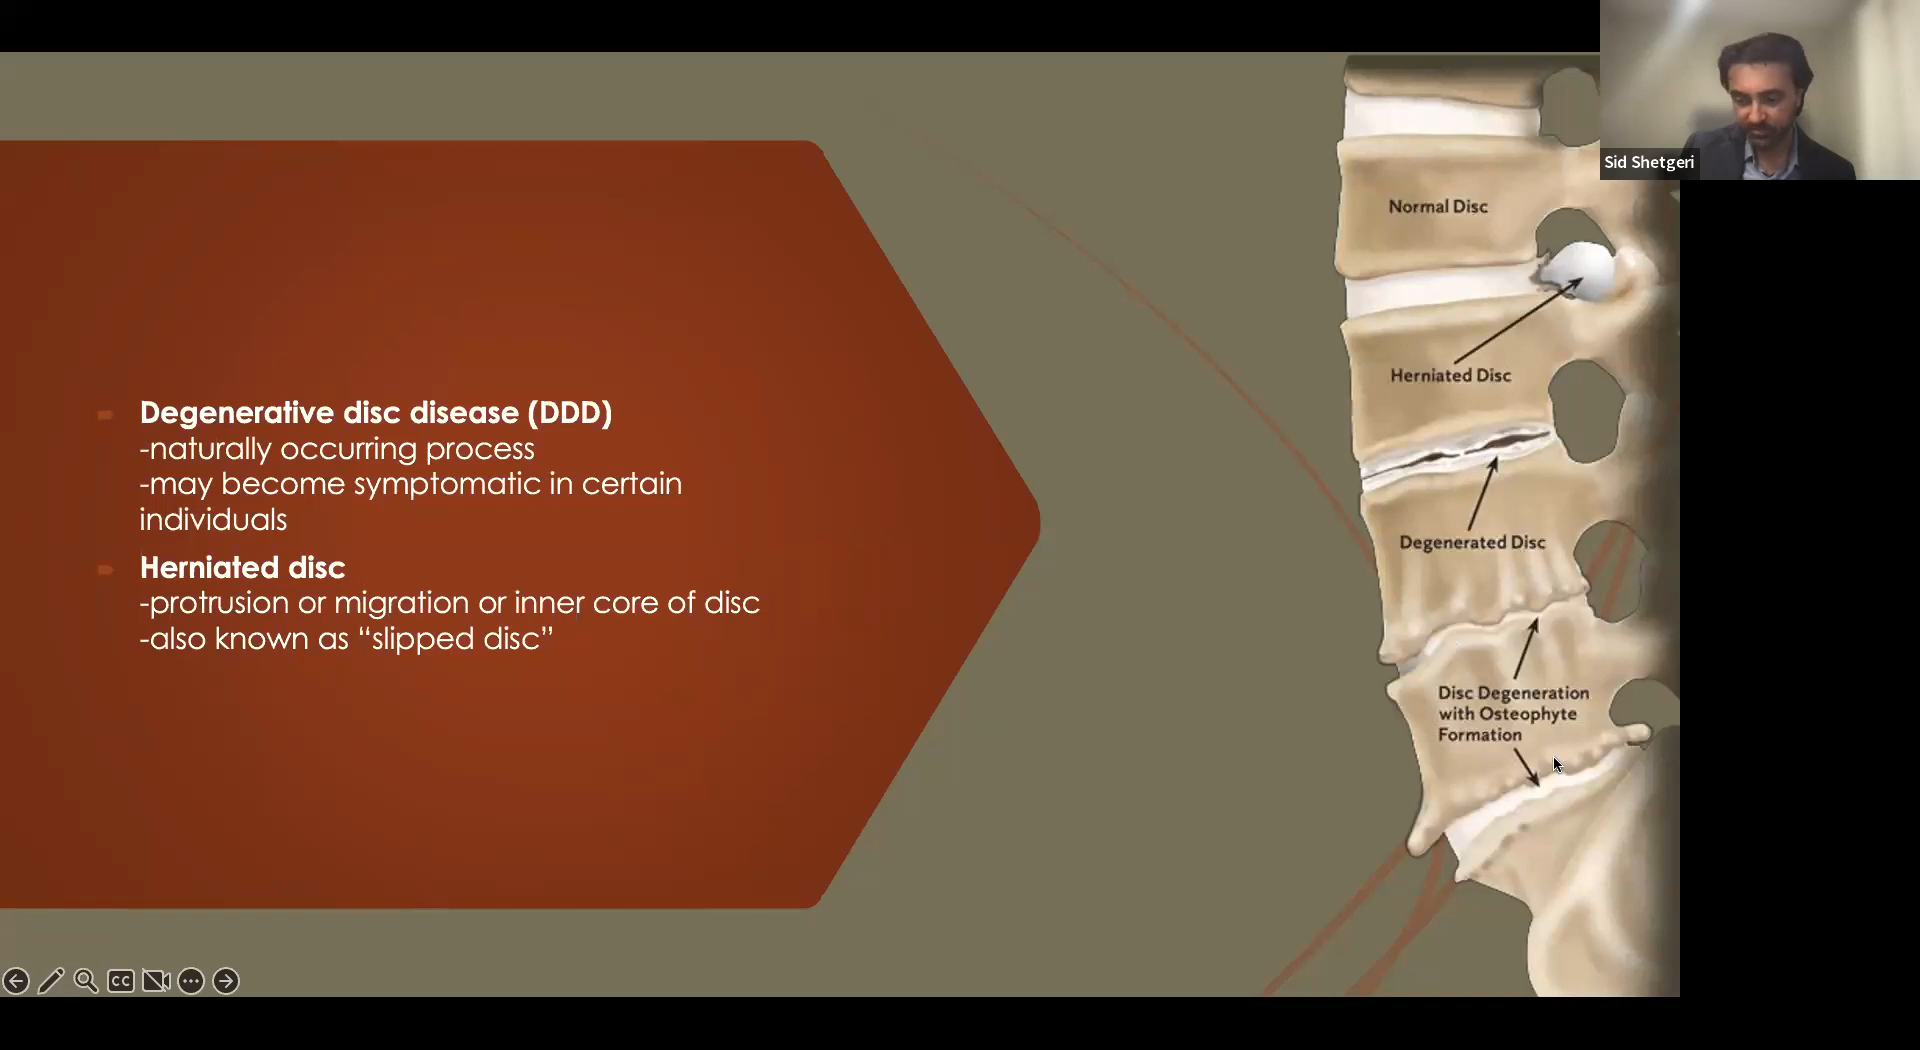 Degenerative disc disease (DDD)
-naturally occurring process
-may become symptomatic in certain
individuals
Herniated disc
-protrusion or migration or inner core of disc
-also known as “slipped disc”
Normal Disc
Herniated Disc
Degenerated Disc
Disc Degeneration
with Osteophyte
Formation
Sid Shetgeri
CC